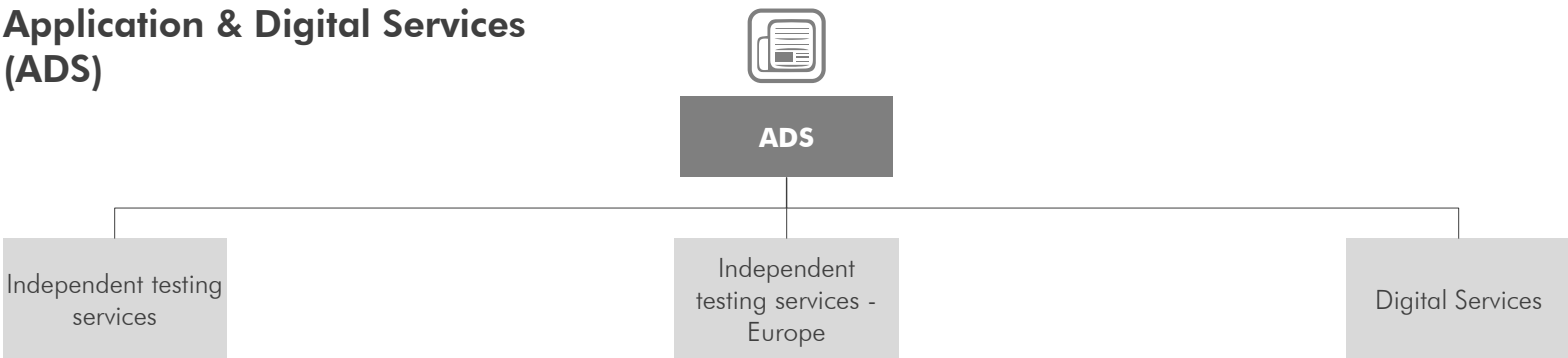 Application & Digital Services
(ADS)
ADS
Independent testing
services
Independent
testing services -
Europe
Digital Services